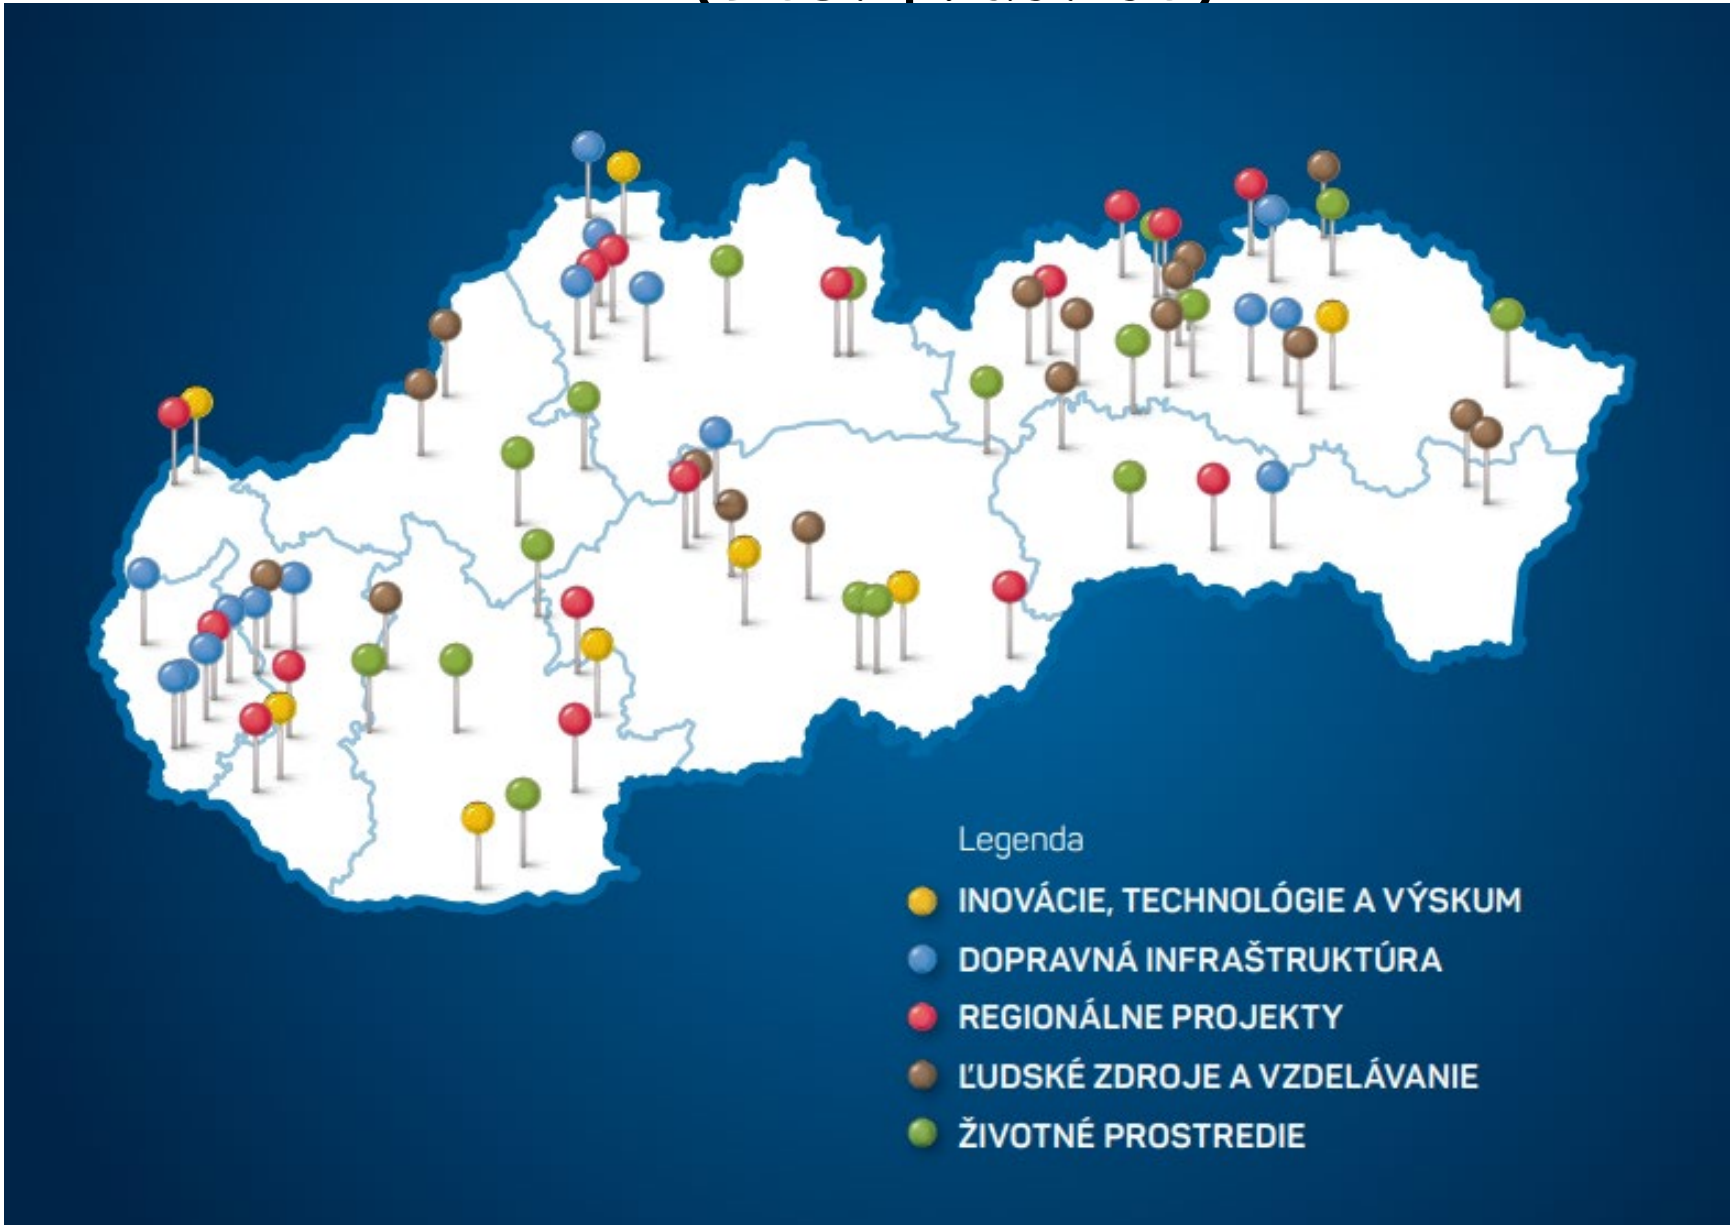 Legenda
INOVÁCIE, TECHNOLÓGIE A VÝSKUM
DOPRAVNÁ INFRAŠTRUKTÚRA
REGIONÁLNE PROJEKTY
ĽUDSKÉ ZDROJE A VZDELÁVANIE
ŽIVOTNÉ PROSTREDIE